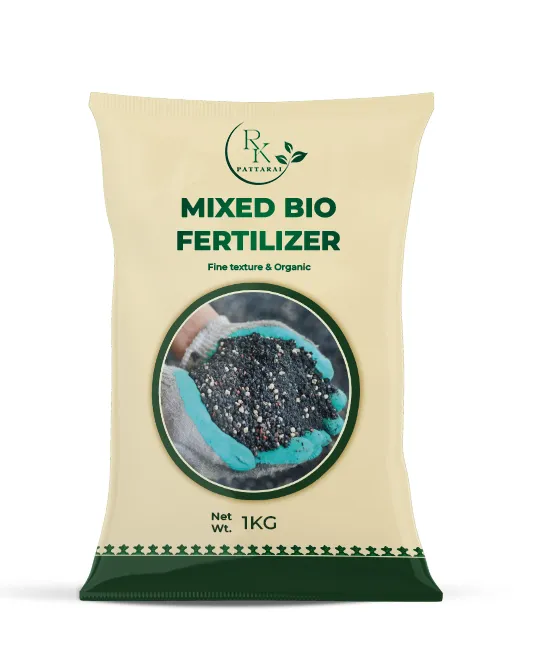 RK
PATTARAI
MIXED BIO
FERTILIZER
Fine texture & Organic
Net
Wt. 1KG